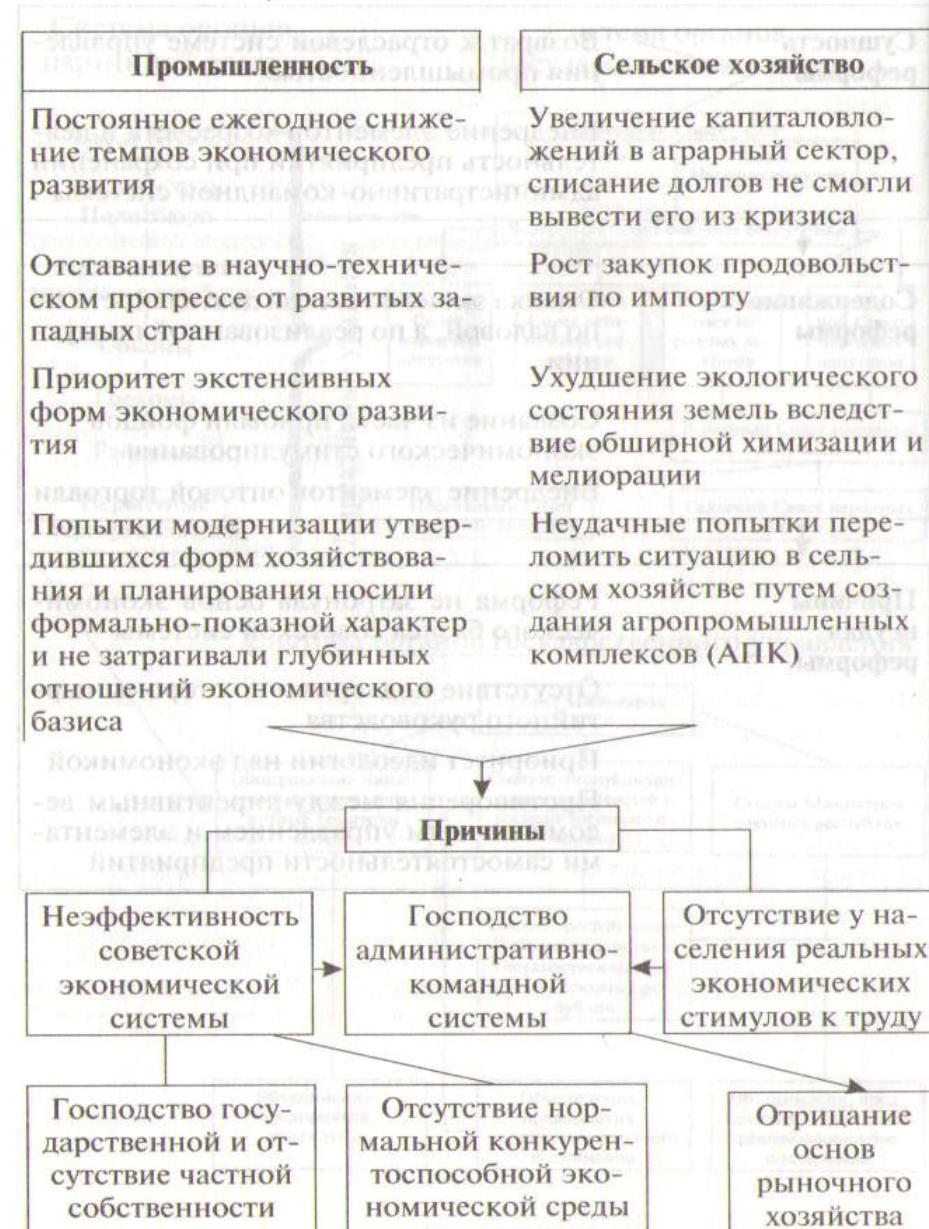 Промышленность
Постоянное ежегодное сниже-
ние темпов экономического
развития
Отставание в научно-техниче-
ском прогрессе от развитых за-
падных стран
Приоритет экстенсивных
форм экономического разви-
тия
Попытки модернизации утвер-
дившихся форм хозяйствова-
ния и планирования носили
формально-показной характер
и не затрагивали глубинных
отношений экономического
базиса
Сельское хозяйство
Увеличение капиталовло-
жений в аграрный сектор,
списание долгов не смогли
вывести его из кризиса
Рост закупок продовольст-
вия по импорту
Ухудшение экологического
состояния земель вследст-
вие обширной химизации и
мелиорации
Неудачные попытки пере-
ломить ситуацию в сель-
ском хозяйстве путем соз-
дания агропромышленных
комплексов (АПК)
Причины
Неэффективность
советской
экономической
системы
Господство
административно-
командной
системы
Отсутствие у на-
селения реальных
экономических
стимулов к труду
Господство госу-
дарственной и от-
сутствие частной
собственности
Отсутствие нор-
мальной конкурен-
тоспособной эко-
номической среды
Отрицание
основ
рыночного
хозяйства